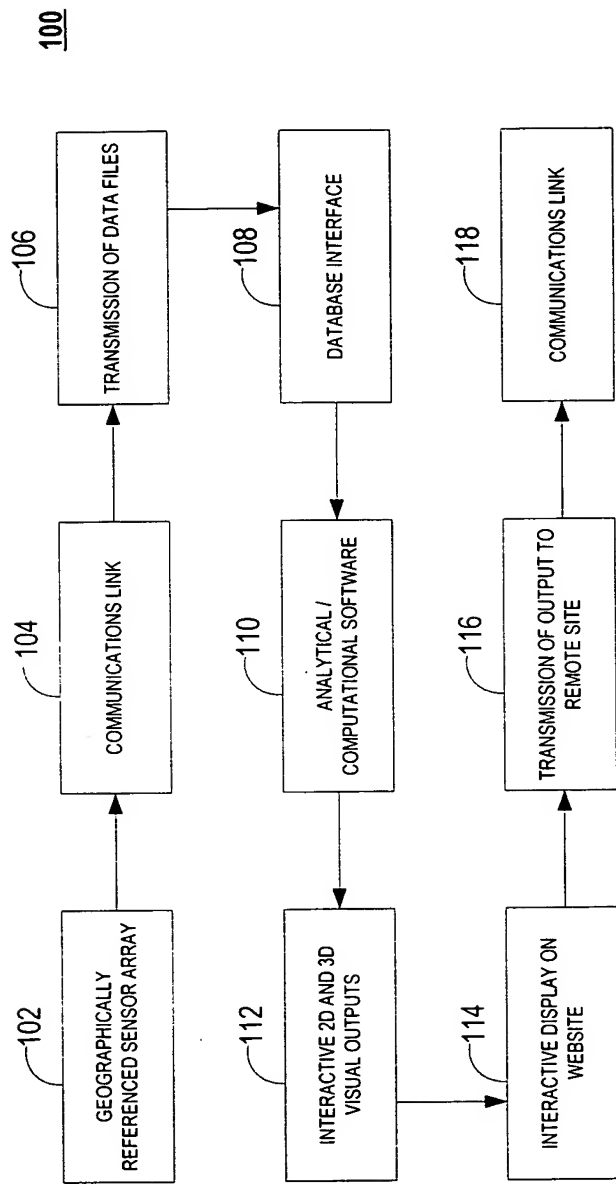 100
102
GEOGRAPHICALLY
REFERENCED SENSOR ARRAY
104
COMMUNICATIONS LINK
106
TRANSMISSION OF DATA FILES
108
DATABASE INTERFACE
110
ANALYTICAL /
COMPUTATIONAL SOFTWARE
112
INTERACTIVE 2D AND 3D
VISUAL OUTPUTS
114
INTERACTIVE DISPLAY ON
WEBSITE
116
TRANSMISSION OF OUTPUT TO
REMOTE SITE
118
COMMUNICATIONS LINK